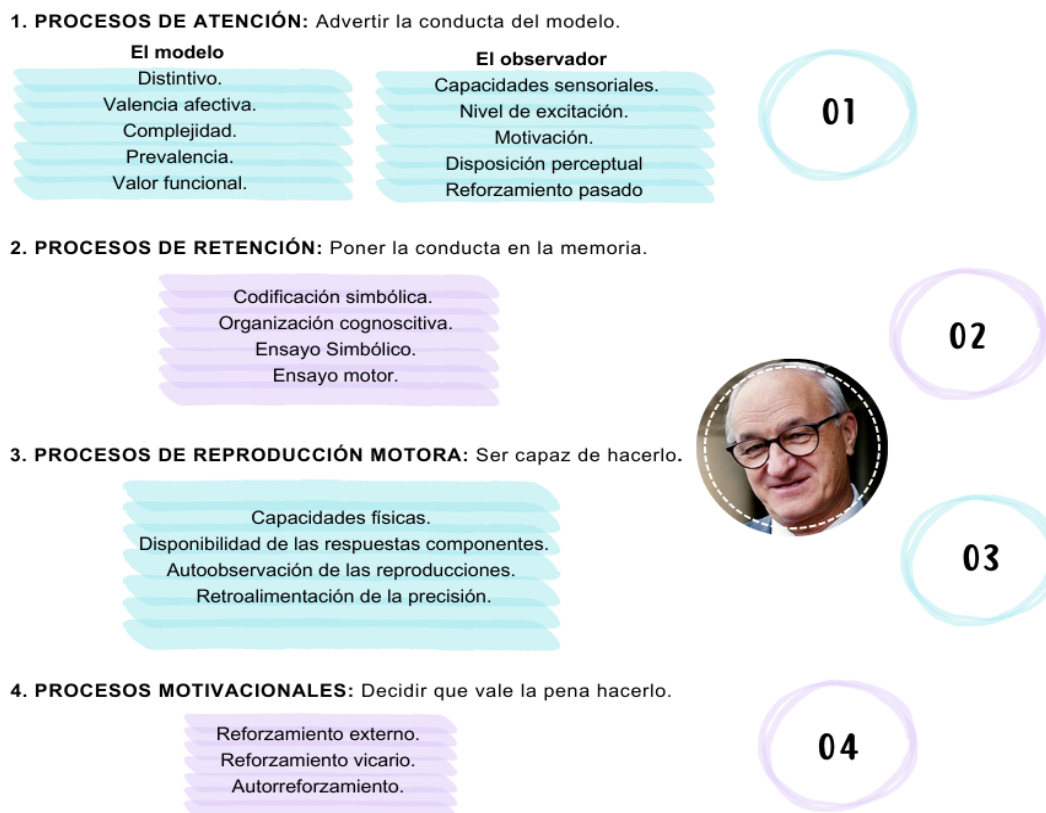 1. PROCESOS DE ATENCIÓN: Advertir la conducta del modelo.
El modelo
Distintivo.
Valencia afectiva.
Complejidad.
Prevalencia.
Valor funcional.
El observador
Capacidades sensoriales.
Nivel de excitación.
Motivación.
Disposición perceptual
Reforzamiento pasado
01
2. PROCESOS DE RETENCIÓN: Poner la conducta en la memoria.
Codificación simbólica.
Organización cognoscitiva.
Ensayo Simbólico.
Ensayo motor.
02
3. PROCESOS DE REPRODUCCIÓN MOTORA: Ser capaz de hacerlo.
Capacidades físicas.
Disponibilidad de las respuestas componentes.
Autoobservación de las reproducciones.
Retroalimentación de la precisión.
03
4. PROCESOS MOTIVACIONALES: Decidir que vale la pena hacerlo.
Reforzamiento externo.
Reforzamiento vicario.
Autorreforzamiento.
04